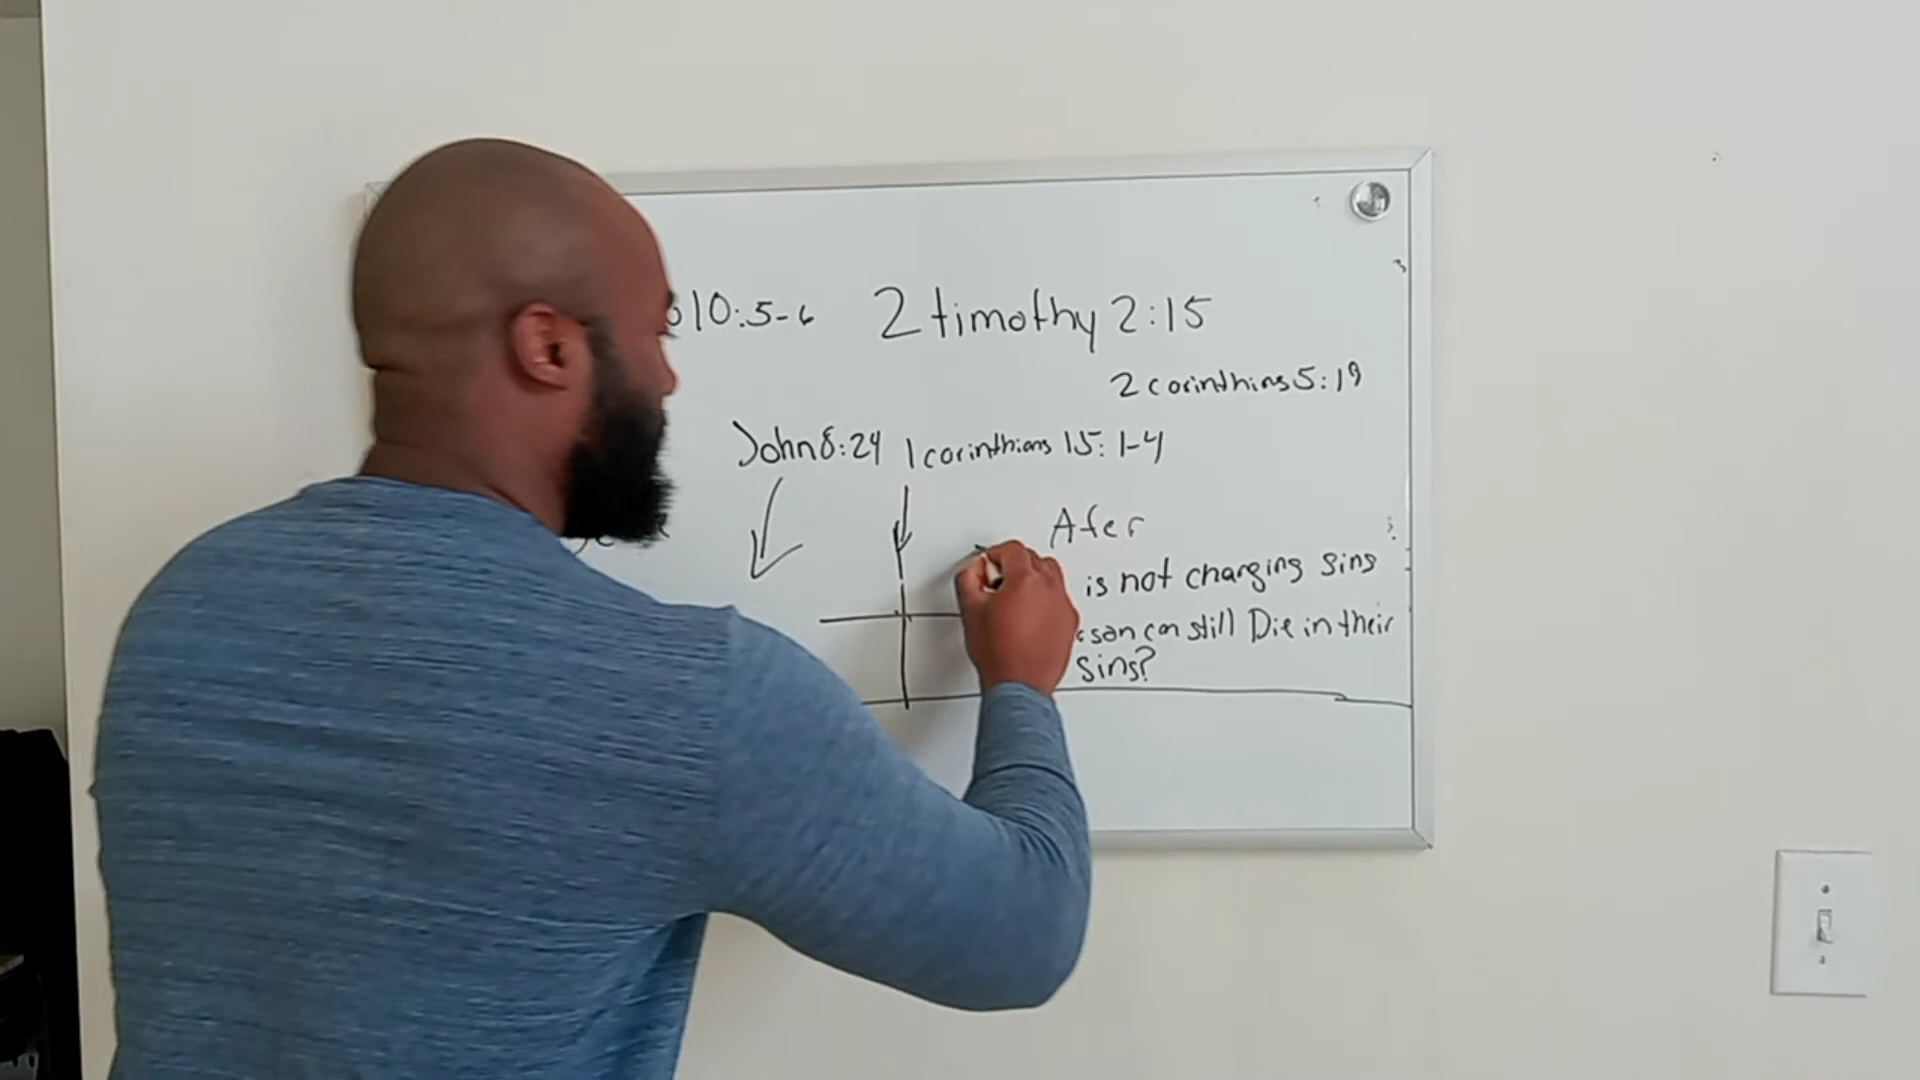 10:5-6 2 timothy 2:15
2 corinthians 5:19
John 8:24 1 corinthians 15: 1-4
Afer
is not changing sins
son can still Die in their
sins?